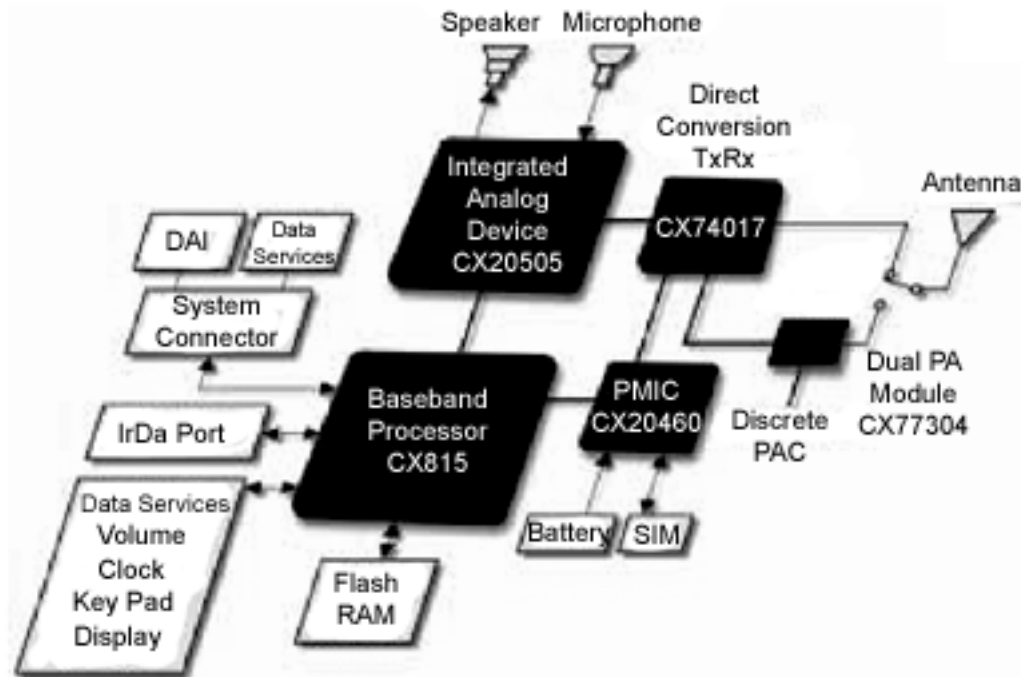 Speaker
Microphone
Direct
Conversion
TxRx
Antenna
Integrated
Analog
Device
CX20505
CX74017
DAI
Data
Services
System
Connector
Baseband
Processor
CX815
PMIC
CX20460
Discrete
PAC
Dual PA
Module
CX77304
IrDa Port
Data Services
Volume
Clock
Key Pad
Display
Flash
RAM
Battery
SIM